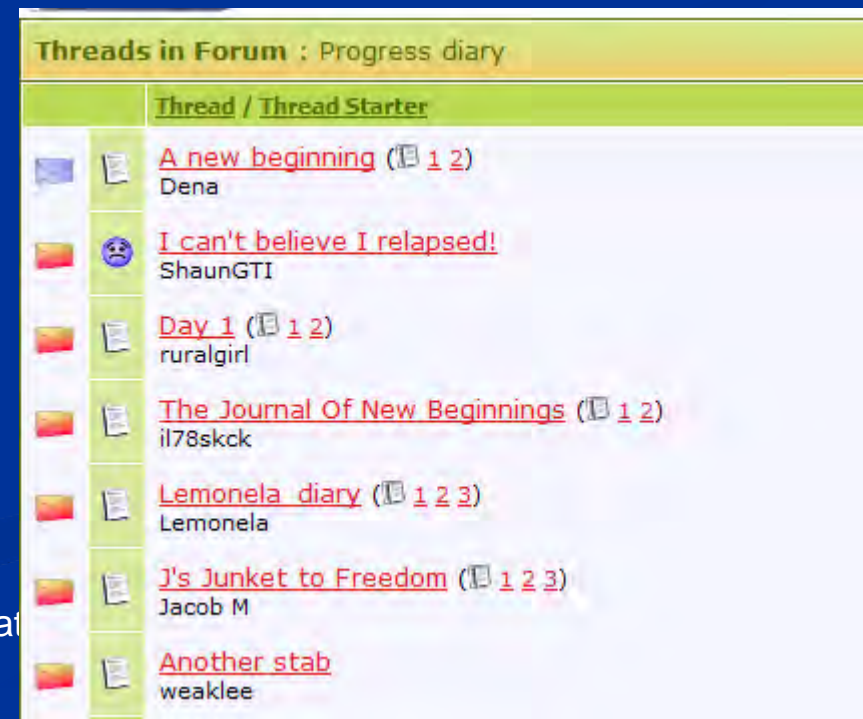 Threads in Forum : Progress diary
Thread / Thread Starter
A new beginning ( 1 2)
Dena
I can't believe I relapsed!
ShaunGTI
Day 1 ( 1 2)
ruralgirl
The Journal Of New Beginnings ( 1 2)
il78skck
Lemonela diary ( 1 2 3)
Lemonela
J's Junket to Freedom ( 1 2 3)
Jacob M
Another stab
weaklee